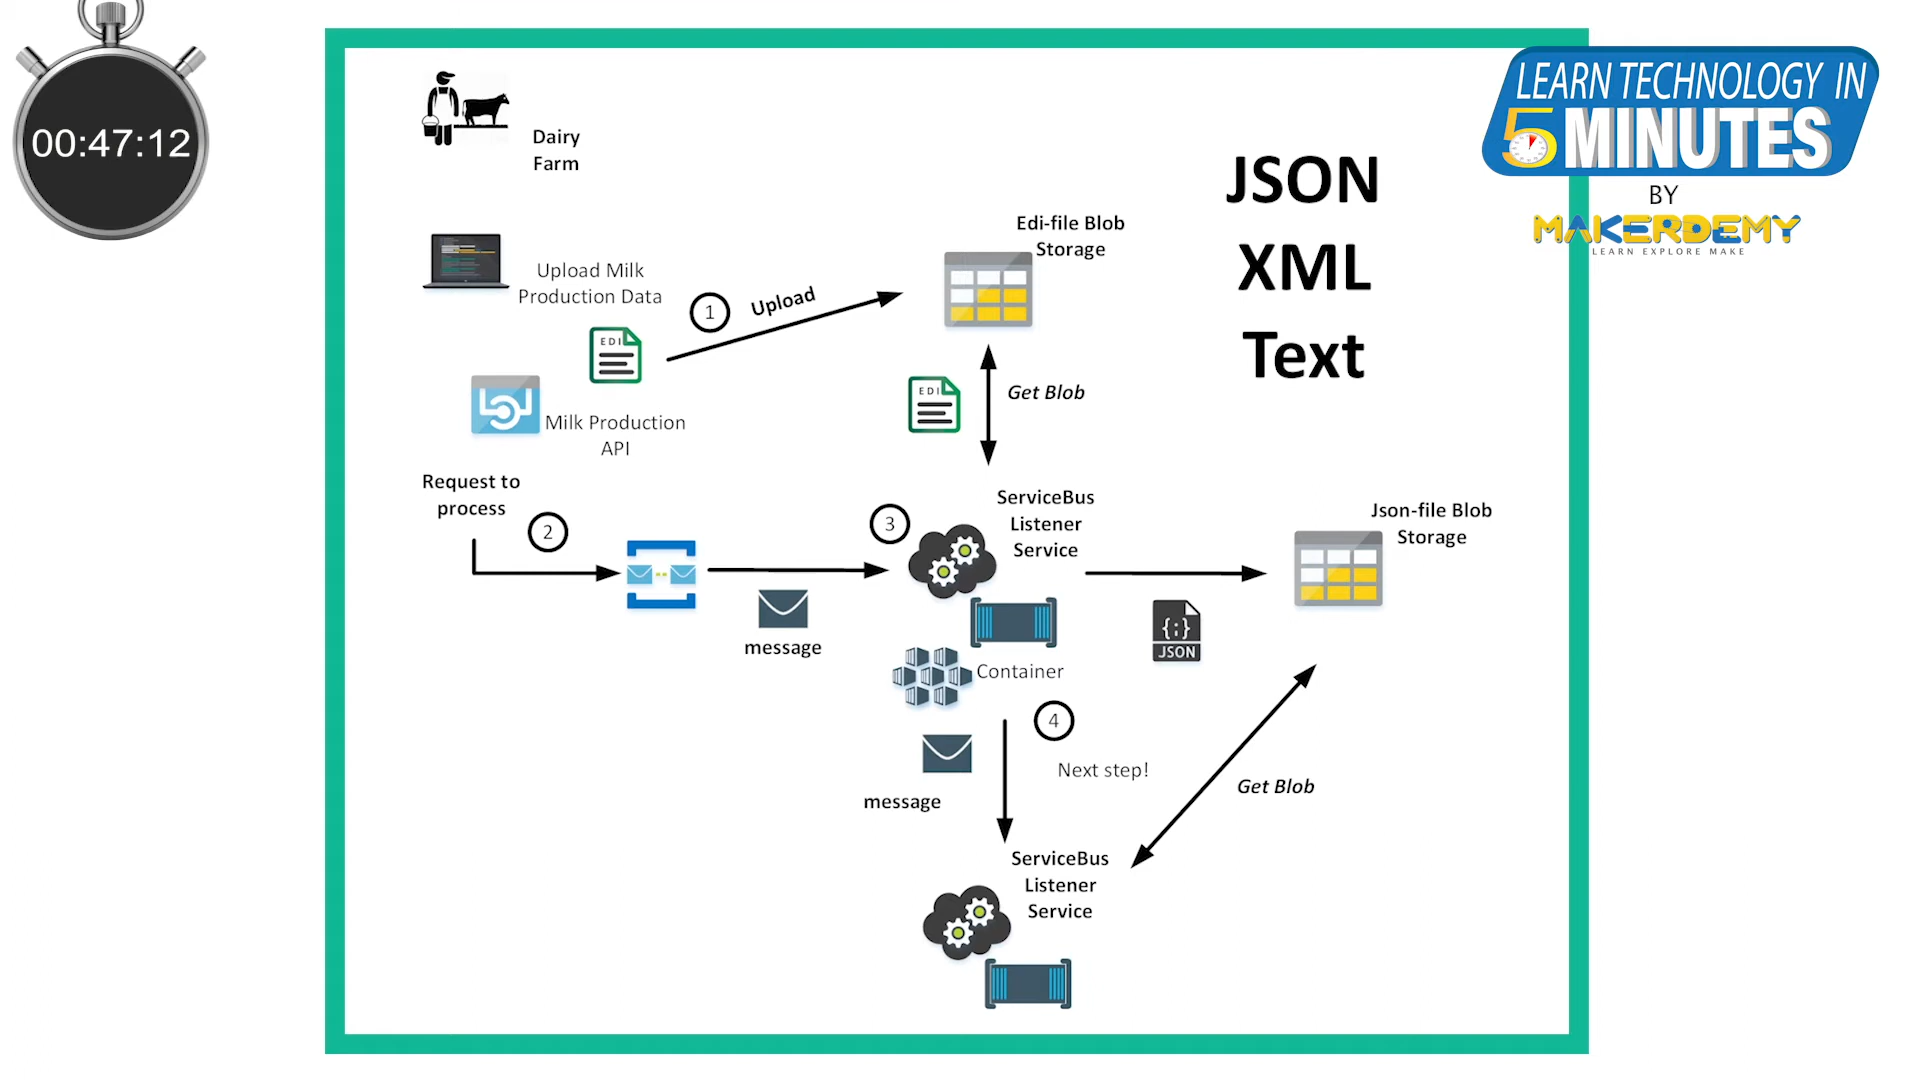 00:47:12
LEARN TECHNOLOGY IN
5 MINUTES
BY
MAKERDEMY
LEARN EXPLORE MAKE
Dairy
Farm
JSON
XML
Text
Edi-file Blob
Storage
Upload Milk
Production Data
1
Upload
EDI
EDI
Get Blob
Milk Production
API
Request to
process
2
3
ServiceBus
Listener
Service
Json-file Blob
Storage
message
{;}
JSON
Container
4
Next step!
message
Get Blob
ServiceBus
Listener
Service